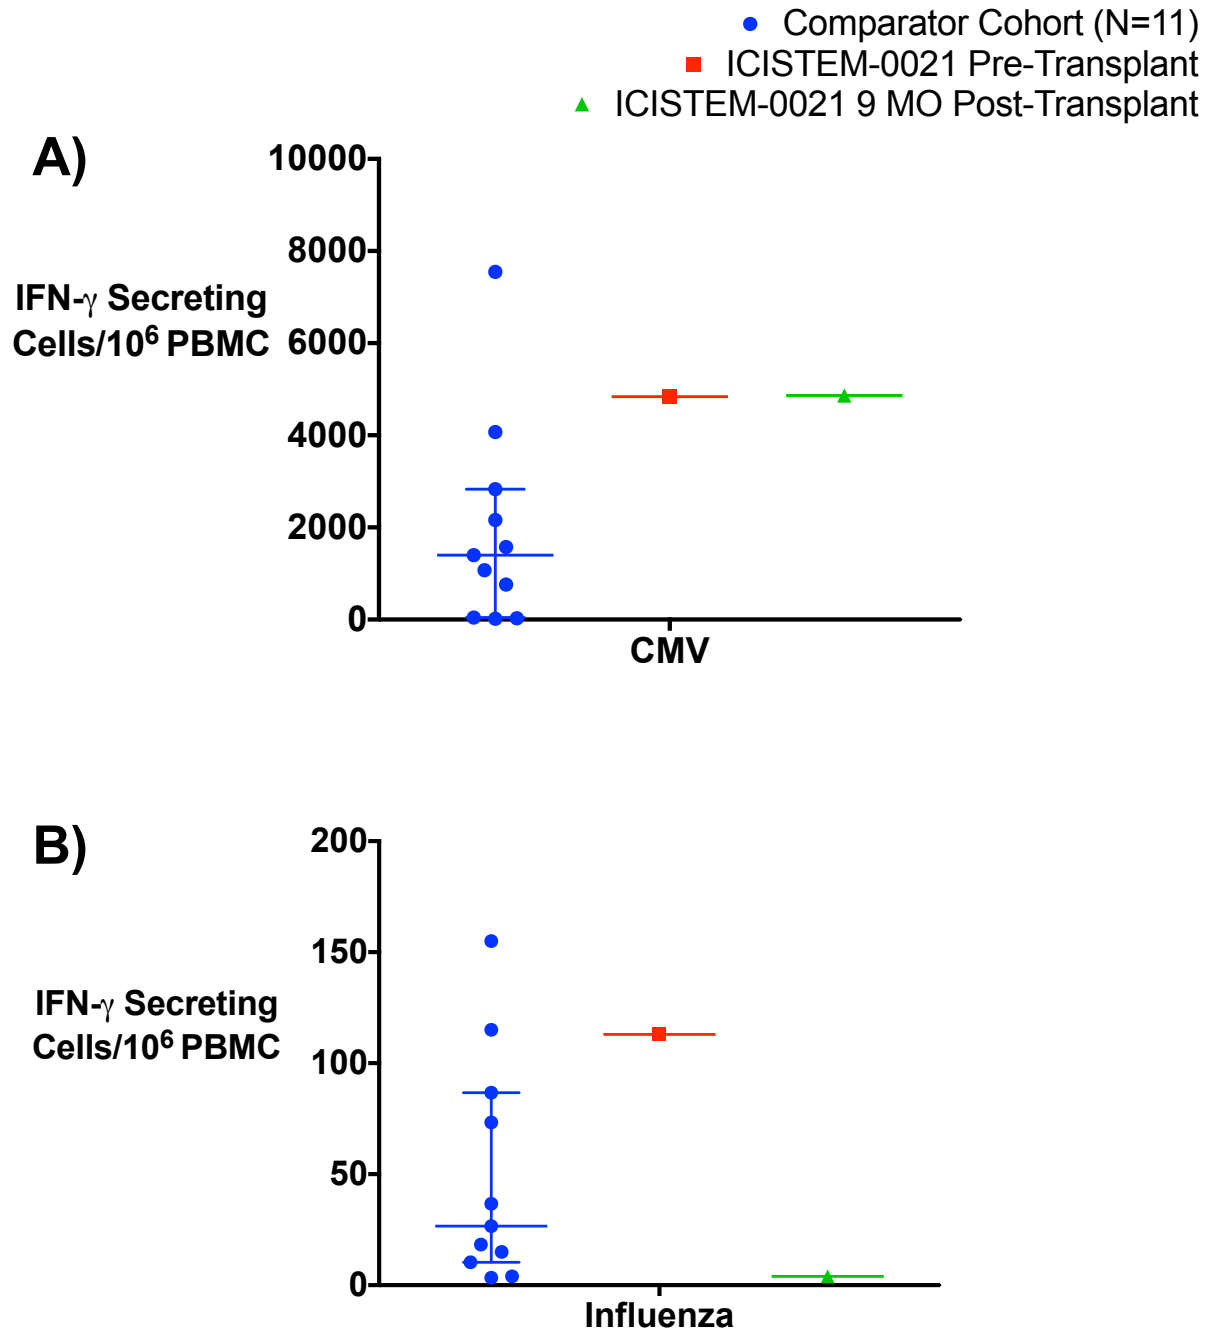 Comparator Cohort (N=11)
ICISTEM-0021 Pre-Transplant
ICISTEM-0021 9 MO Post-Transplant
A)
IFN-γ Secreting
Cells/10⁶ PBMC
10000
8000
6000
4000
2000
0
CMV
B)
IFN-γ Secreting
Cells/10⁶ PBMC
200
150
100
50
0
Influenza